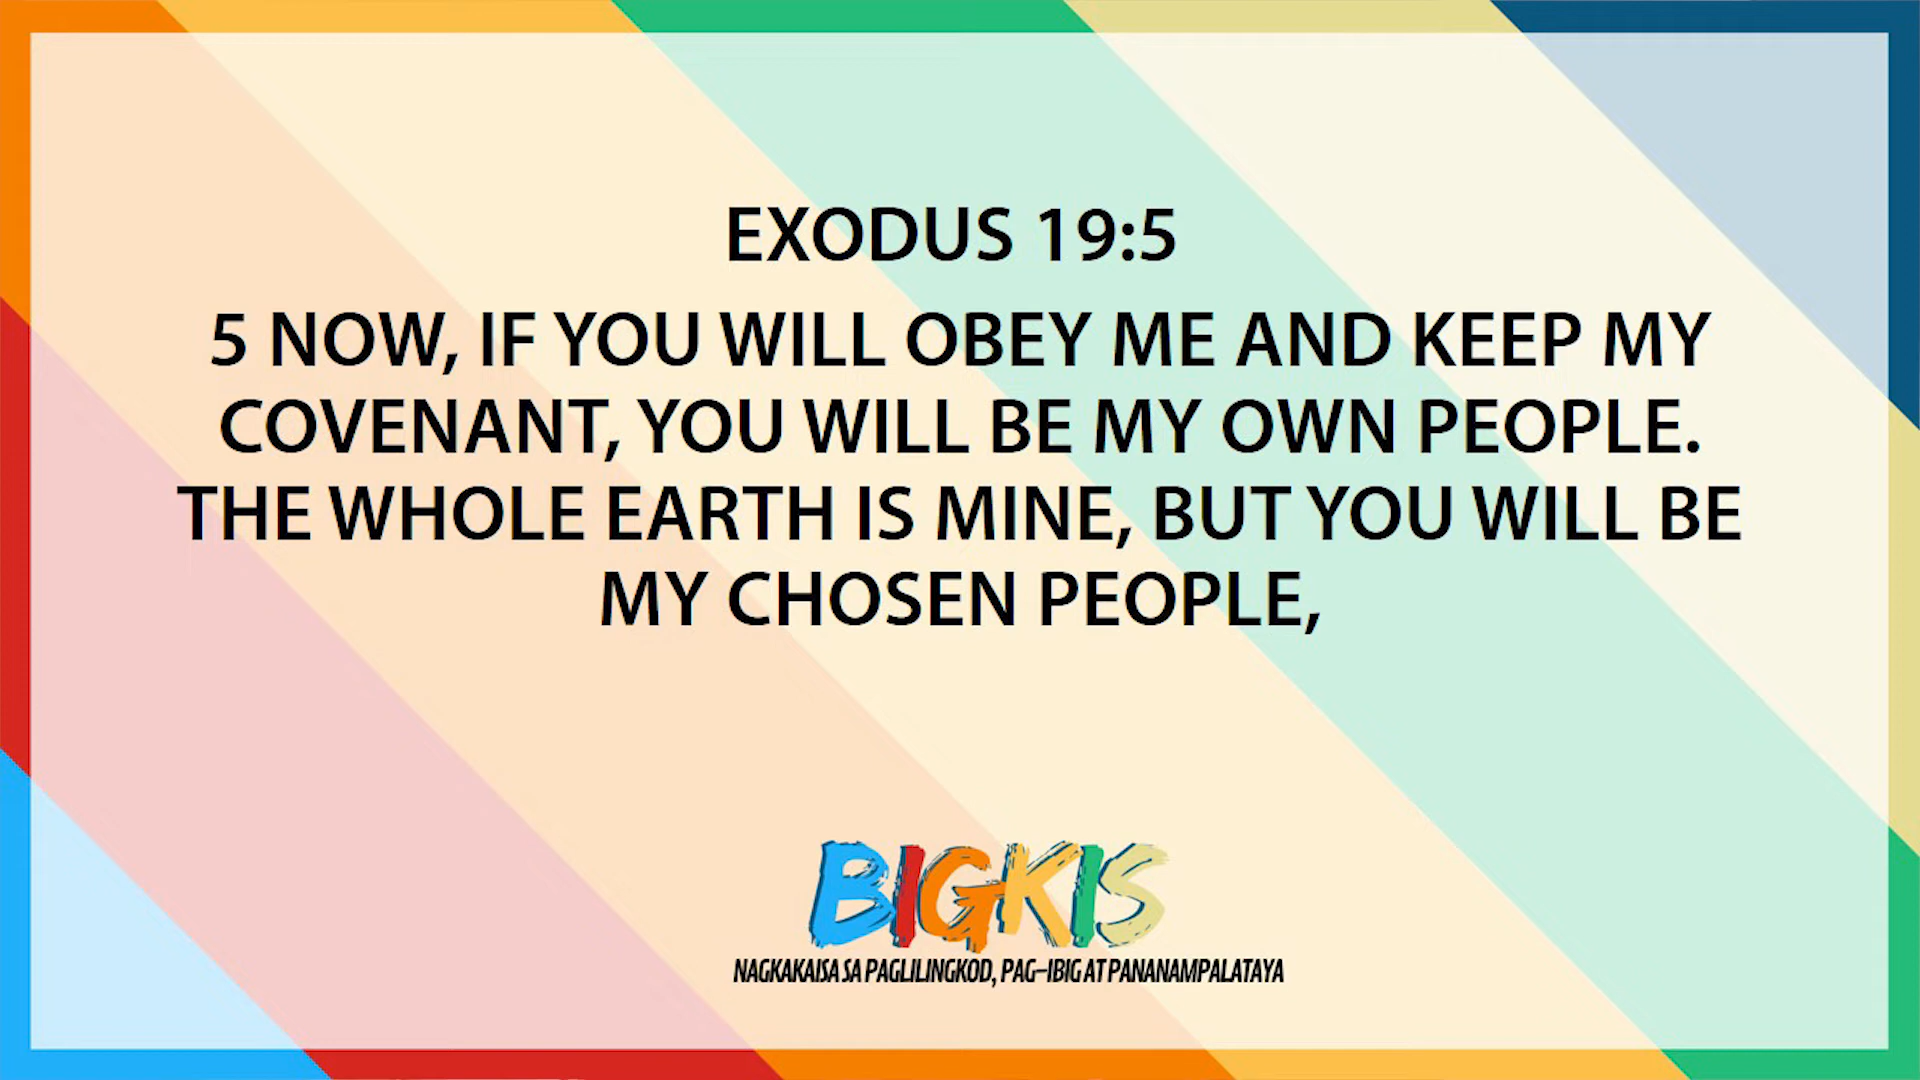 EXODUS 19:5
5 NOW, IF YOU WILL OBEY ME AND KEEP MY
COVENANT, YOU WILL BE MY OWN PEOPLE.
THE WHOLE EARTH IS MINE, BUT YOU WILL BE
MY CHOSEN PEOPLE,
BIGKIS
NAGKAKAISA SA PAGLILINGKOD, PAG-IBIG AT PANANAMPALATAYA